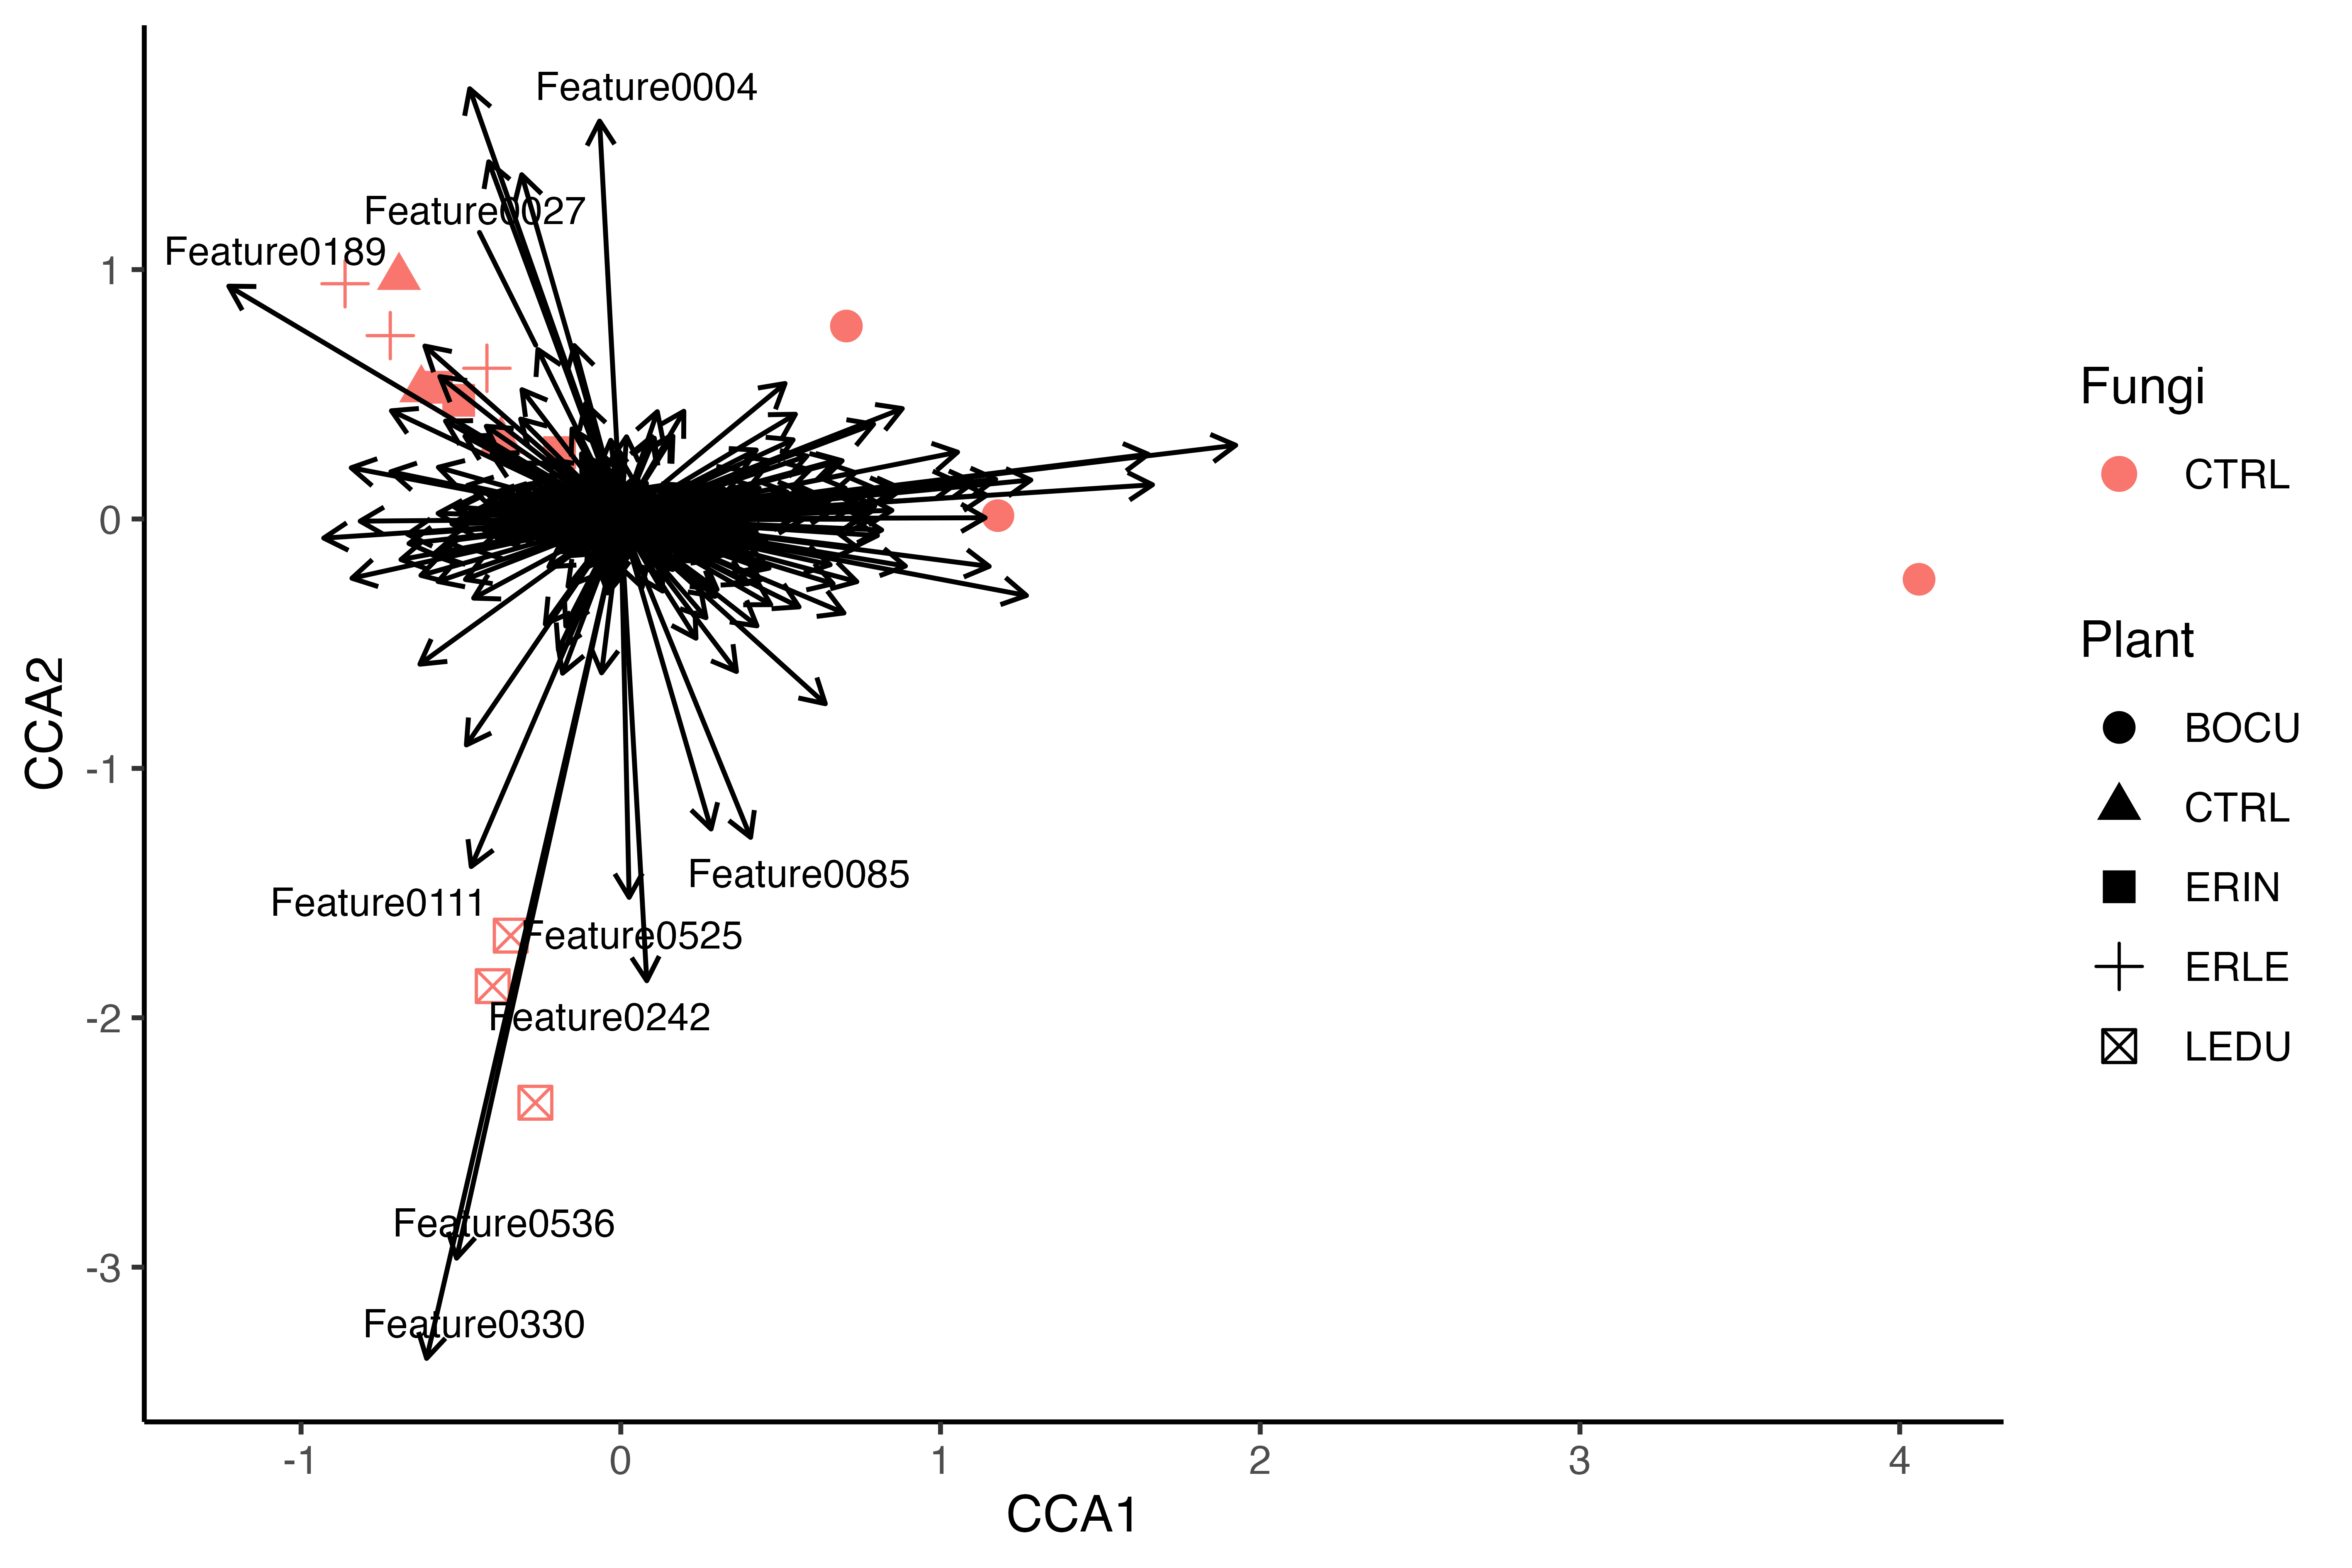 Feature0004
Feature0027
Feature0189
Feature0085
Feature0111
Feature0525
Feature0242
Feature0536
Feature0330
1
0
-1
-2
-3
CCA2
-1
0
1
2
3
4
CCA1
Fungi
CTRL
Plant
BOCU
CTRL
ERIN
ERLE
LEDU